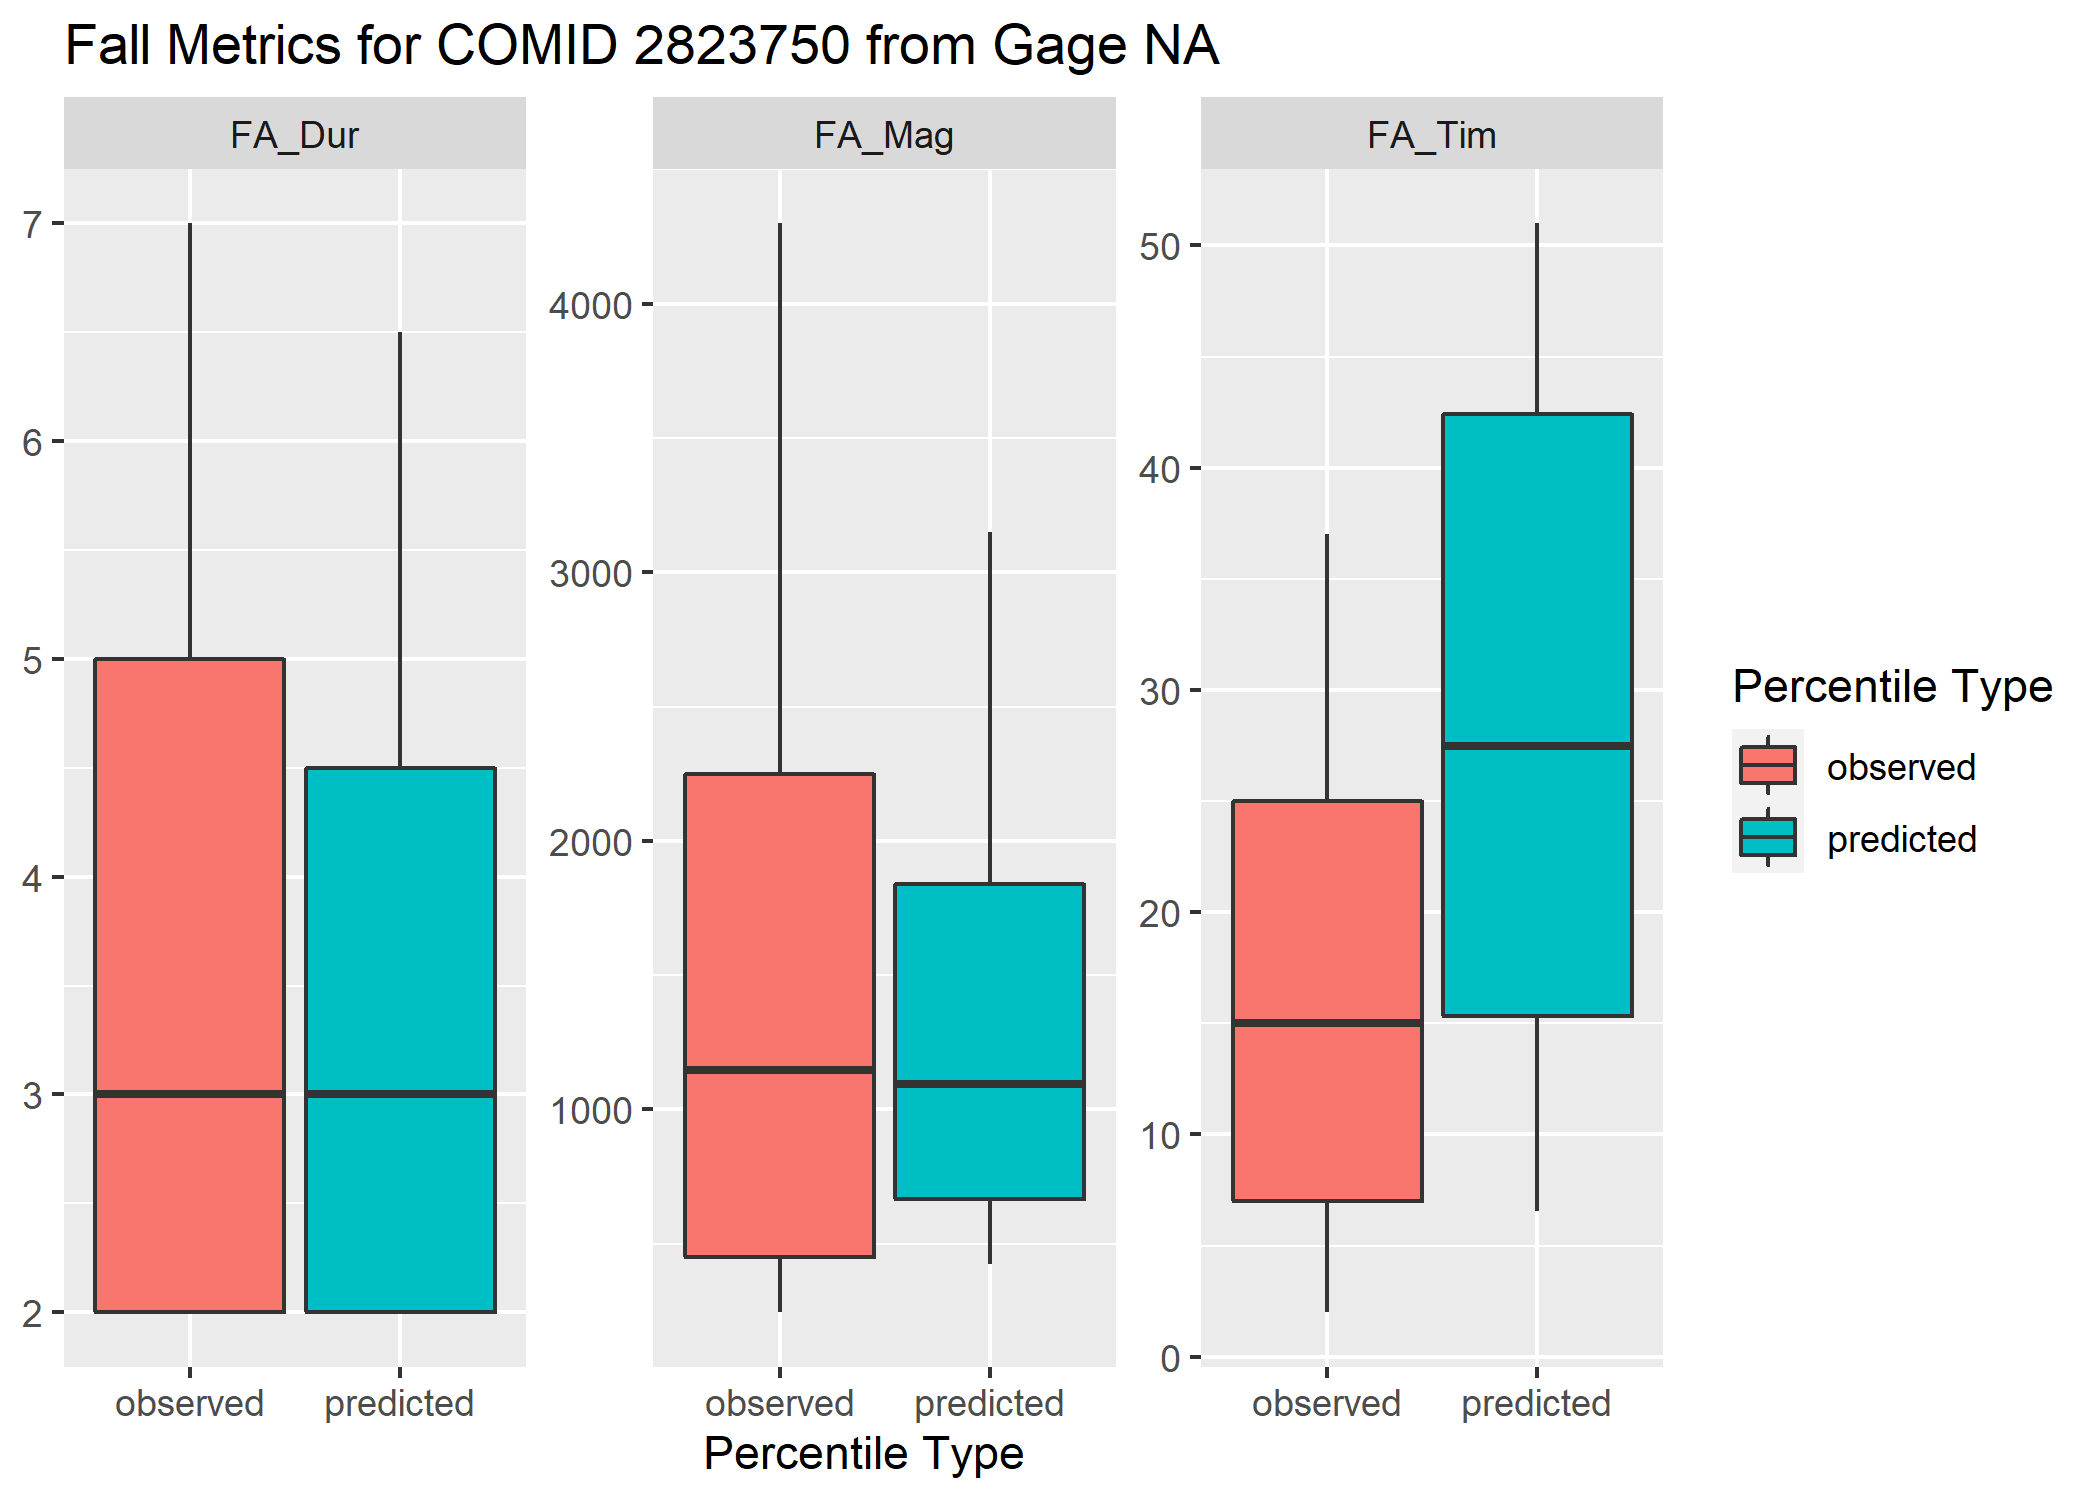 Fall Metrics for COMID 2823750 from Gage NA
FA_Dur
FA_Mag
FA_Tim
7
6
5
4
3
2
4000
3000
2000
1000
50
40
30
20
10
0
observed predicted
observed predicted
observed predicted
Percentile Type
Percentile Type
observed
predicted